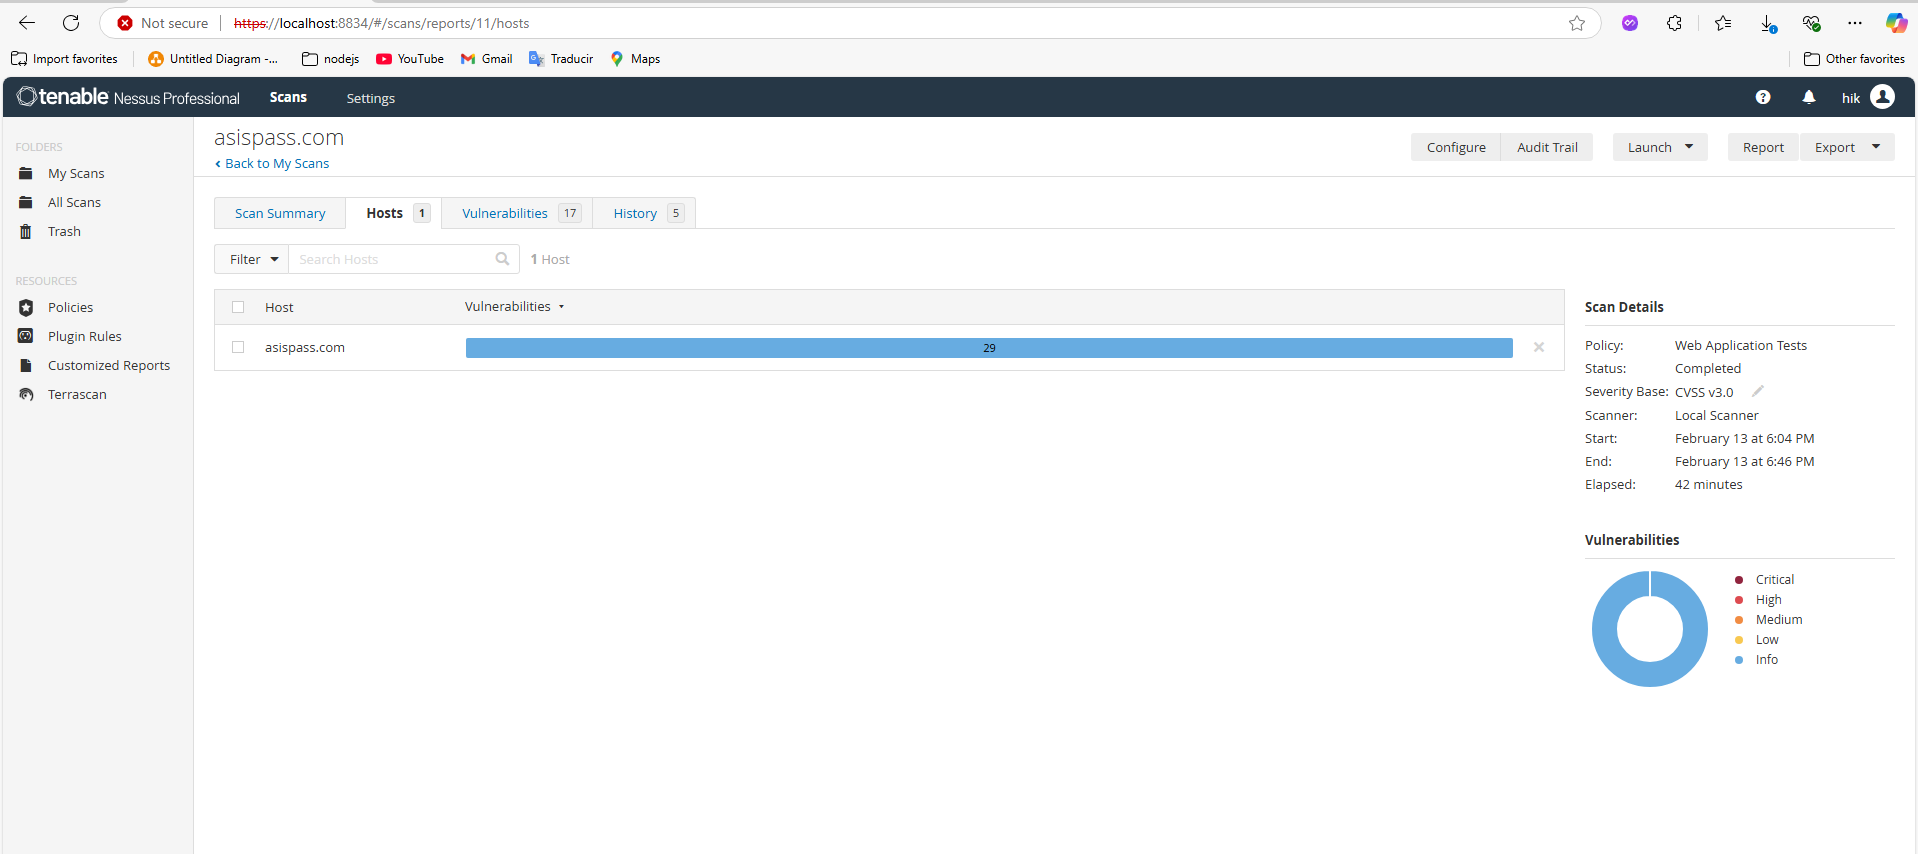 Not secure https://localhost:8834/#/scans/reports/11/hosts
Import favorites Untitled Diagram -... nodejs YouTube Gmail Traducir Maps Other favorites
tenable Nessus Professional Scans Settings hik
FOLDERS
My Scans
All Scans
Trash
RESOURCES
Policies
Plugin Rules
Customized Reports
Terrascan
asispass.com
Back to My Scans
Configure Audit Trail Launch Report Export
Scan Summary Hosts 1 Vulnerabilities 17 History 5
Filter Search Hosts 1 Host
Host Vulnerabilities
asispass.com 29
Scan Details
Policy: Web Application Tests
Status: Completed
Severity Base: CVSS v3.0
Scanner: Local Scanner
Start: February 13 at 6:04 PM
End: February 13 at 6:46 PM
Elapsed: 42 minutes
Vulnerabilities
Critical
High
Medium
Low
Info